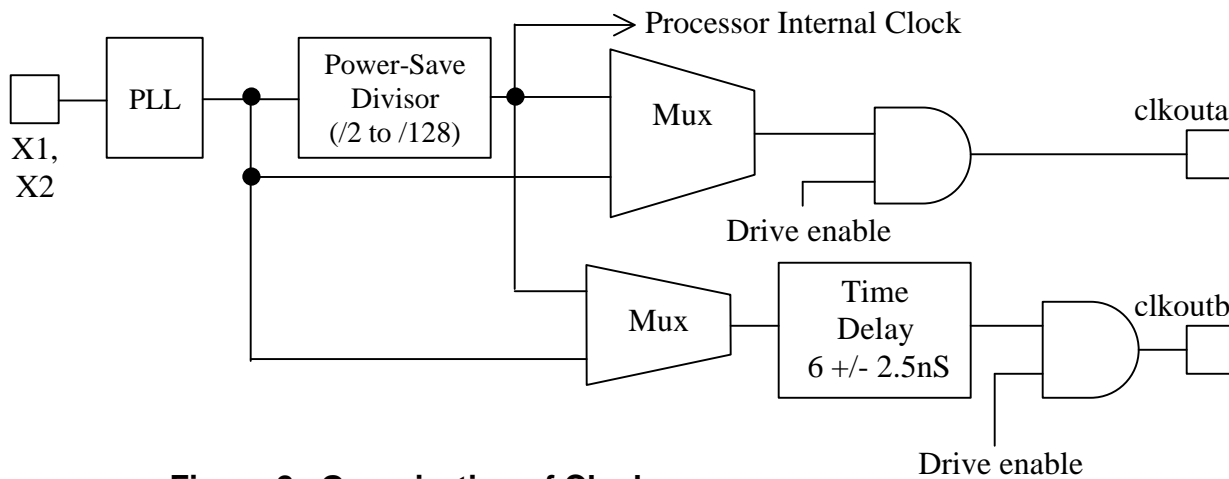 Processor Internal Clock
PLL
Power-Save
Divisor
(/2 to /128)
Mux
clkouta
X1,
X2
Drive enable
Mux
Time
Delay
6 +/- 2.5nS
clkoutb
Drive enable